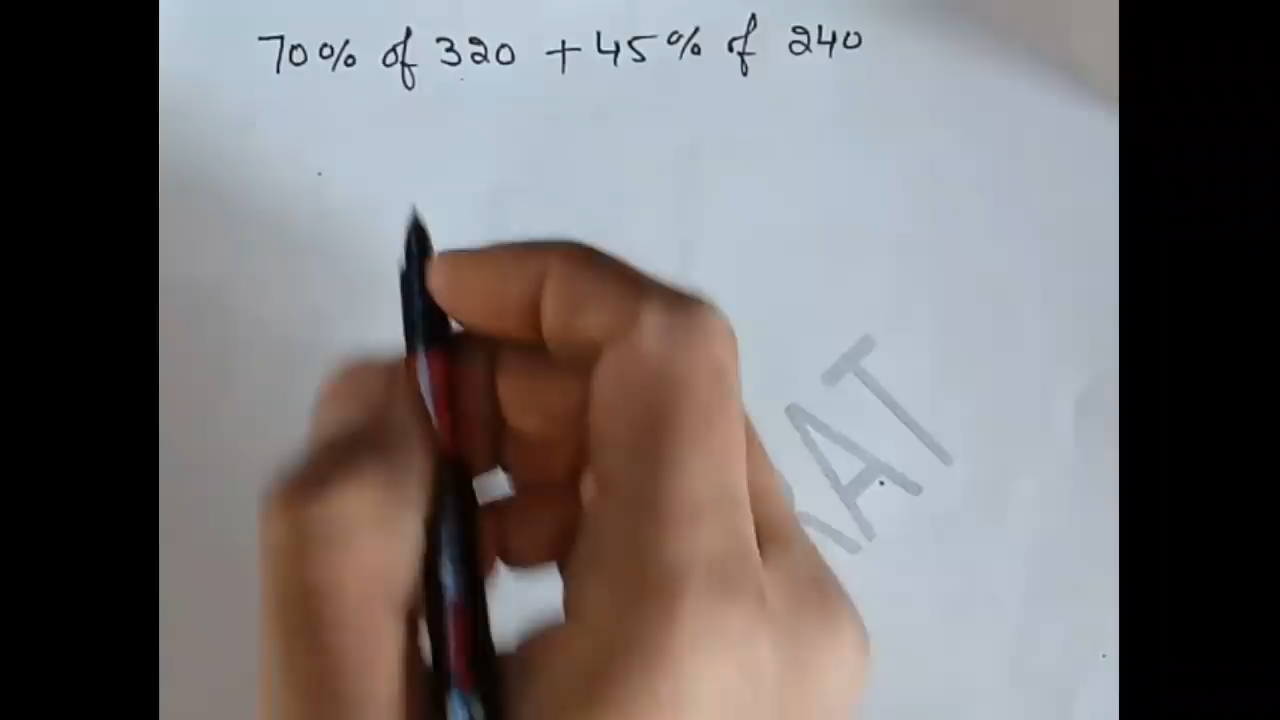 70% of 320 + 45% of 240